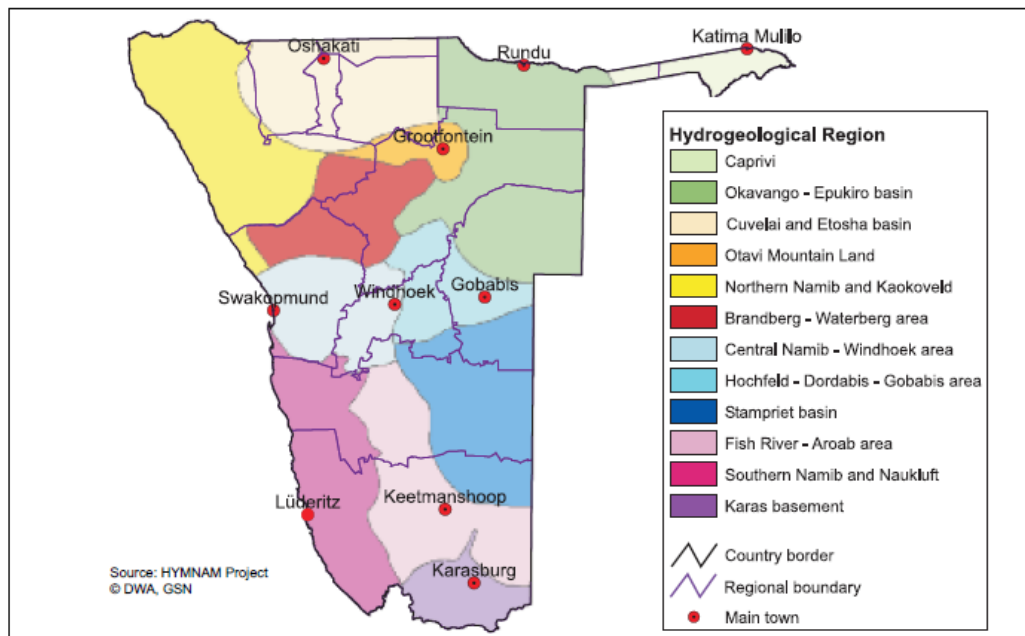 Oshakati
Rundu
Katima Mulilo
Grootfontein
Swakopmund
Windhoek
Gobabis
Lüderitz
Keetmanshoop
Karasburg
Source: HYMNAM Project
© DWA, GSN
Hydrogeological Region
Caprivi
Okavango - Epukiro basin
Cuvelai and Etosha basin
Otavi Mountain Land
Northern Namib and Kaokoveld
Brandberg - Waterberg area
Central Namib - Windhoek area
Hochfeld - Dordabis - Gobabis area
Stampriet basin
Fish River - Aroab area
Southern Namib and Naukluft
Karas basement
Country border
Regional boundary
Main town